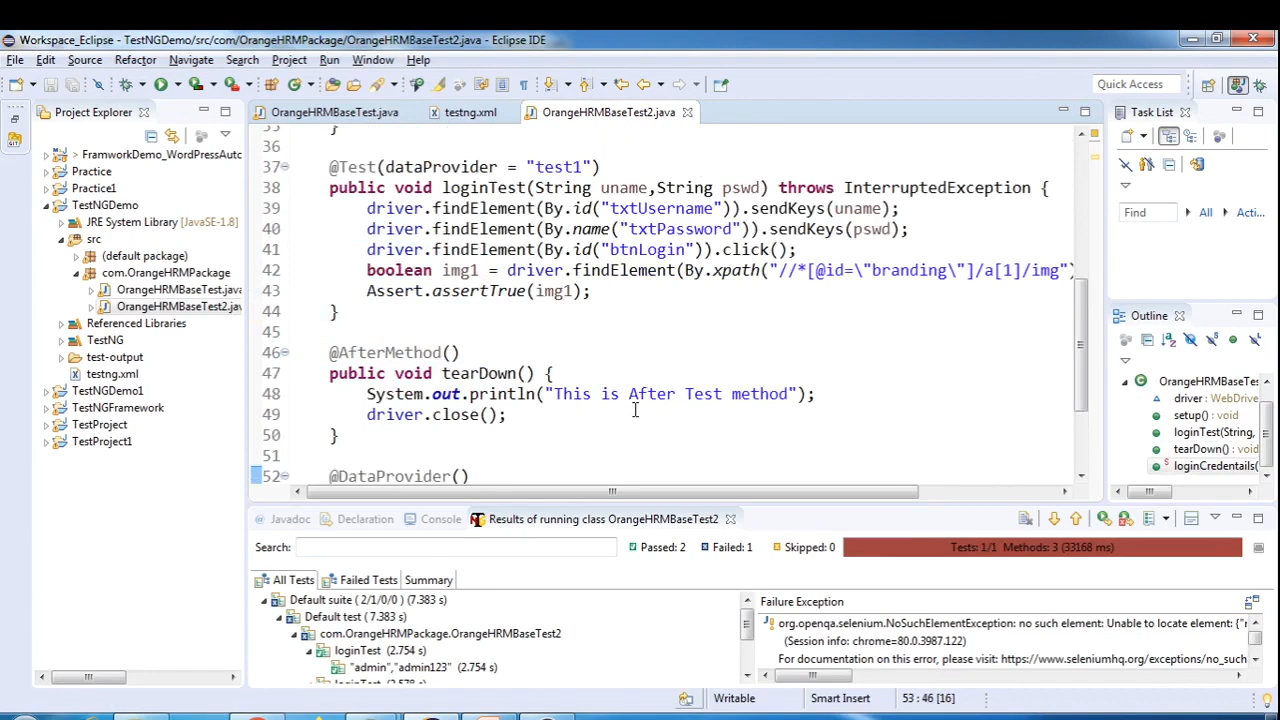 Workspace_Eclipse - TestNGDemo/src/com/OrangeHRMPackage/OrangeHRMBaseTest2.java - Eclipse IDE
File Edit Source Refactor Navigate Search Project Run Window Help
Quick Access
Project Explorer
> FramworkDemo_WordPressAuto
Practice
Practice1
TestNGDemo
JRE System Library [JavaSE-1.8]
src
(default package)
com.OrangeHRMPackage
OrangeHRMBaseTest.java
OrangeHRMBaseTest2.jav
Referenced Libraries
TestNG
test-output
testng.xml
TestNGDemo1
TestNGFramework
TestProject
TestProject1
OrangeHRMBaseTest.java testng.xml OrangeHRMBaseTest2.java
35 }
36
37 @Test(dataProvider = "test1")
38 public void loginTest(String uname,String pswd) throws InterruptedException {
39 driver.findElement(By.id("txtUsername")).sendKeys(uname);
40 driver.findElement(By.name("txtPassword")).sendKeys(pswd);
41 driver.findElement(By.id("btnLogin")).click();
42 boolean img1 = driver.findElement(By.xpath("//*[@id=\"branding\"]/a[1]/img")
43 Assert.assertTrue(img1);
44 }
45
46 @AfterMethod()
47 public void tearDown() {
48 System.out.println("This is After Test method");
49 driver.close();
50 }
51
52 @DataProvider()
Task List
Find All Acti...
Outline
OrangeHRMBaseTes
driver : WebDrive
setup() : void
loginTest(String,
tearDown() : void
loginCredentails(
Javadoc Declaration Console Results of running class OrangeHRMBaseTest2
Search: Passed: 2 Failed: 1 Skipped: 0 Tests: 1/1 Methods: 3 (33168 ms)
All Tests Failed Tests Summary
Default suite ( 2/1/0/0 ) (7.383 s)
Default test ( 7.383 s)
com.OrangeHRMPackage.OrangeHRMBaseTest2
loginTest (2.754 s)
"admin","admin123" (2.754 s)
loginTest (2.578 s)
Failure Exception
org.openqa.selenium.NoSuchElementException: no such element: Unable to locate element: {"r
(Session info: chrome=80.0.3987.122)
For documentation on this error, please visit: https://www.seleniumhq.org/exceptions/no_such
Writable Smart Insert 53 : 46 [16]